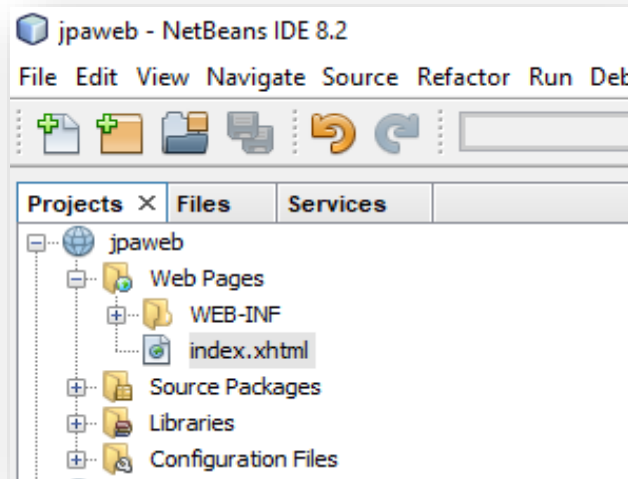 jpaweb - NetBeans IDE 8.2
File Edit View Navigate Source Refactor Run Deb
Projects Files Services
jpaweb
Web Pages
WEB-INF
index.xhtml
Source Packages
Libraries
Configuration Files